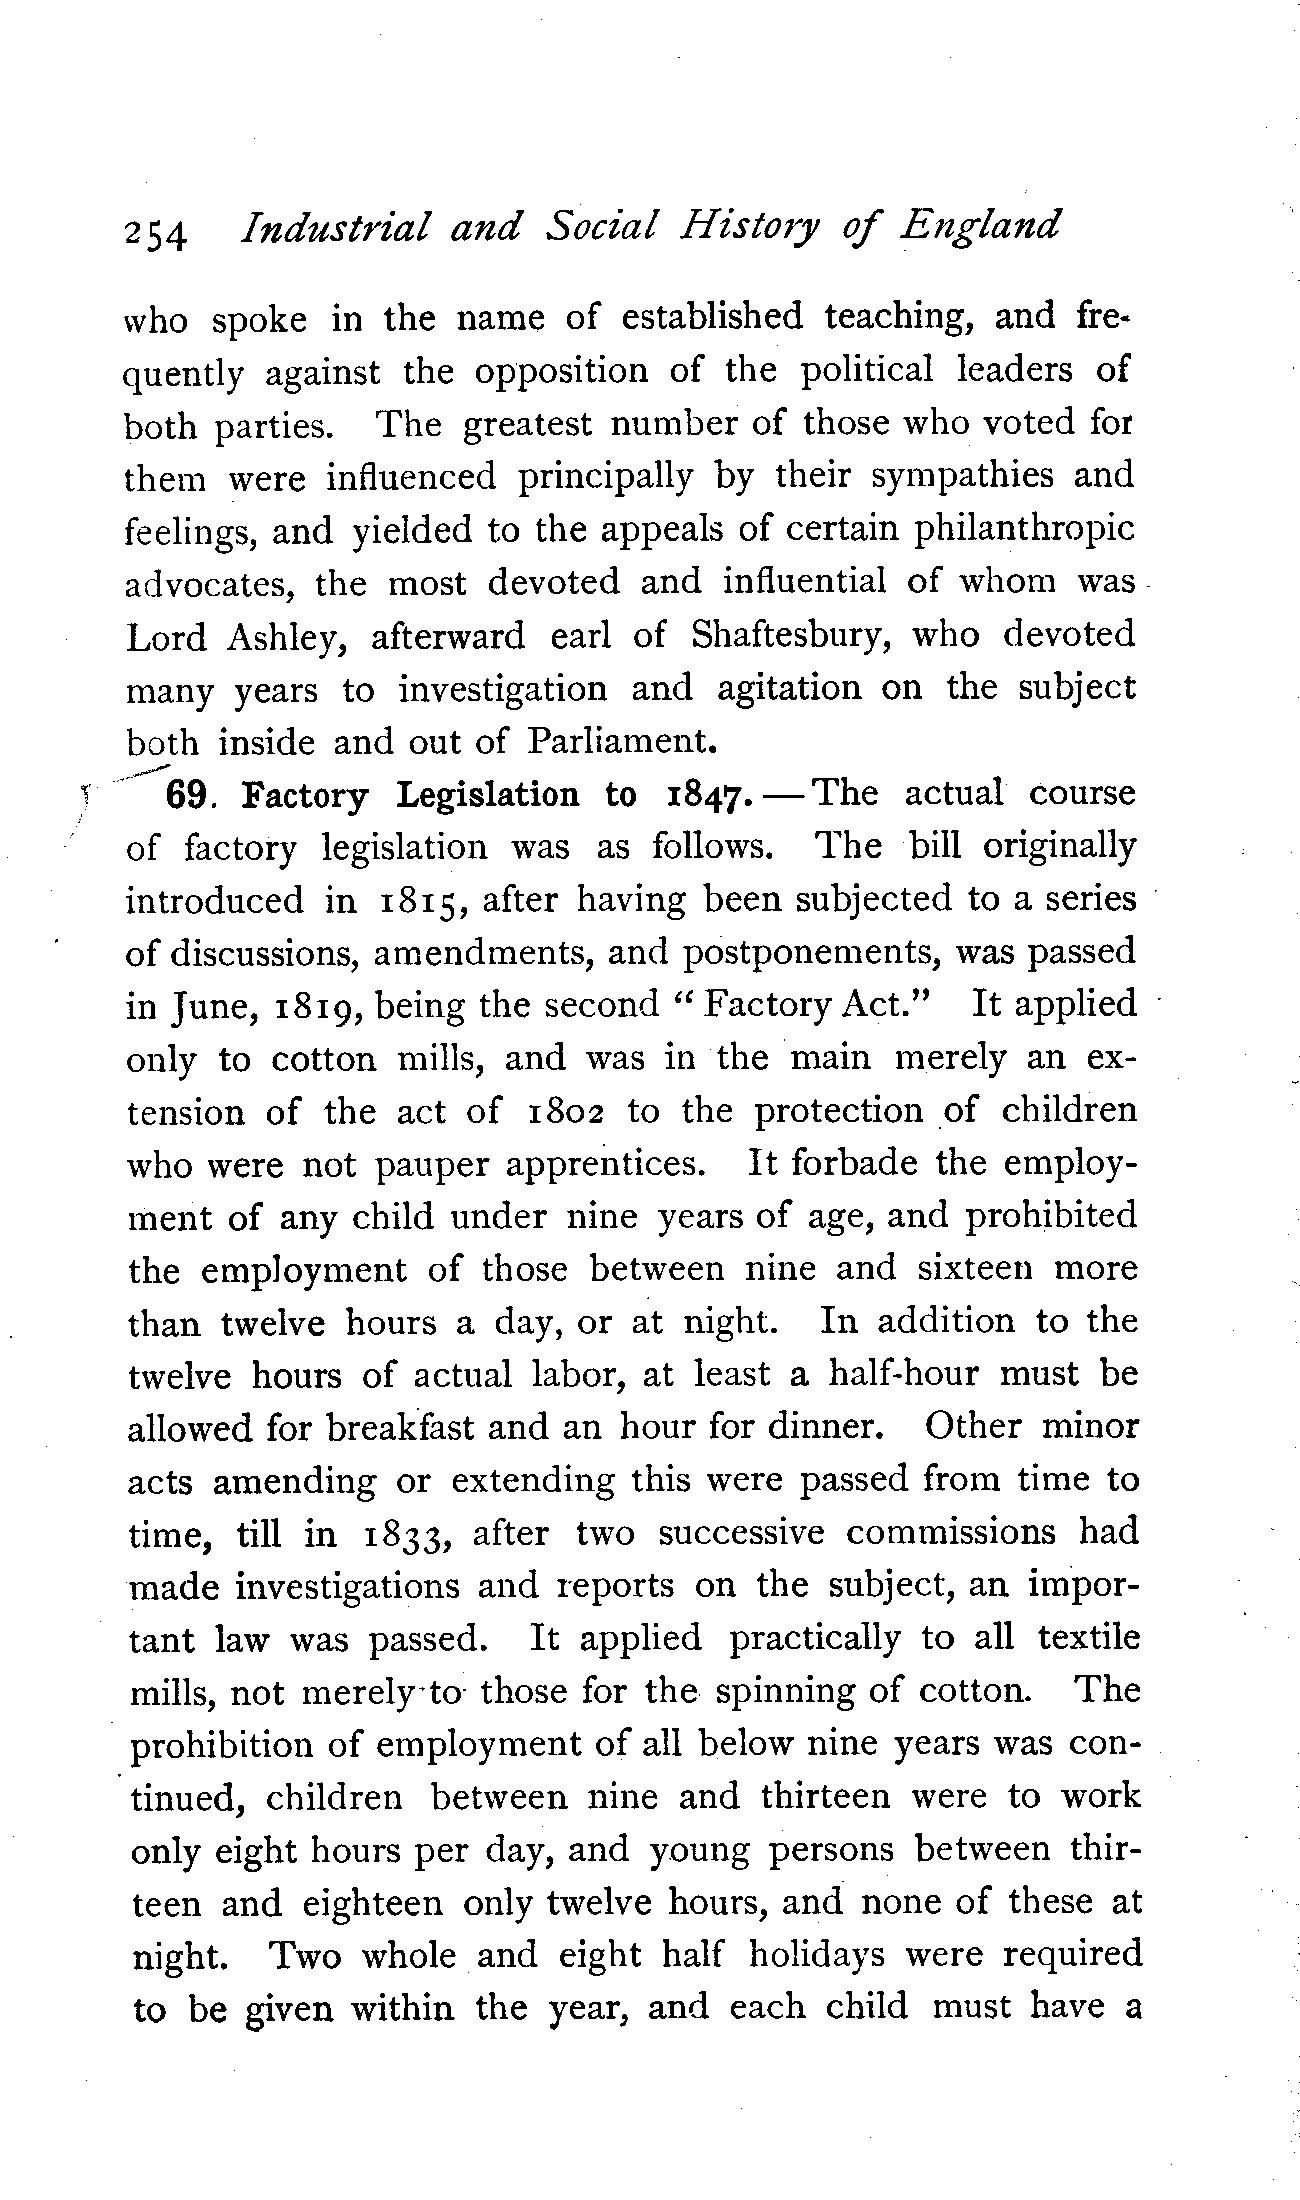 254 Industrial and Social History of England
who spoke in the name of established teaching, and fre-
quently against the opposition of the political leaders of
both parties. The greatest number of those who voted for
them were influenced principally by their sympathies and
feelings, and yielded to the appeals of certain philanthropic
advocates, the most devoted and influential of whom was
Lord Ashley, afterward earl of Shaftesbury, who devoted
many years to investigation and agitation on the subject
both inside and out of Parliament.
69. Factory Legislation to 1847. — The actual course
of factory legislation was as follows. The bill originally
introduced in 1815, after having been subjected to a series
of discussions, amendments, and postponements, was passed
in June, 1819, being the second “ Factory Act.” It applied
only to cotton mills, and was in the main merely an ex-
tension of the act of 1802 to the protection of children
who were not pauper apprentices. It forbade the employ-
ment of any child under nine years of age, and prohibited
the employment of those between nine and sixteen more
than twelve hours a day, or at night. In addition to the
twelve hours of actual labor, at least a half-hour must be
allowed for breakfast and an hour for dinner. Other minor
acts amending or extending this were passed from time to
time, till in 1833, after two successive commissions had
made investigations and reports on the subject, an impor-
tant law was passed. It applied practically to all textile
mills, not merely to those for the spinning of cotton. The
prohibition of employment of all below nine years was con-
tinued, children between nine and thirteen were to work
only eight hours per day, and young persons between thir-
teen and eighteen only twelve hours, and none of these at
night. Two whole and eight half holidays were required
to be given within the year, and each child must have a